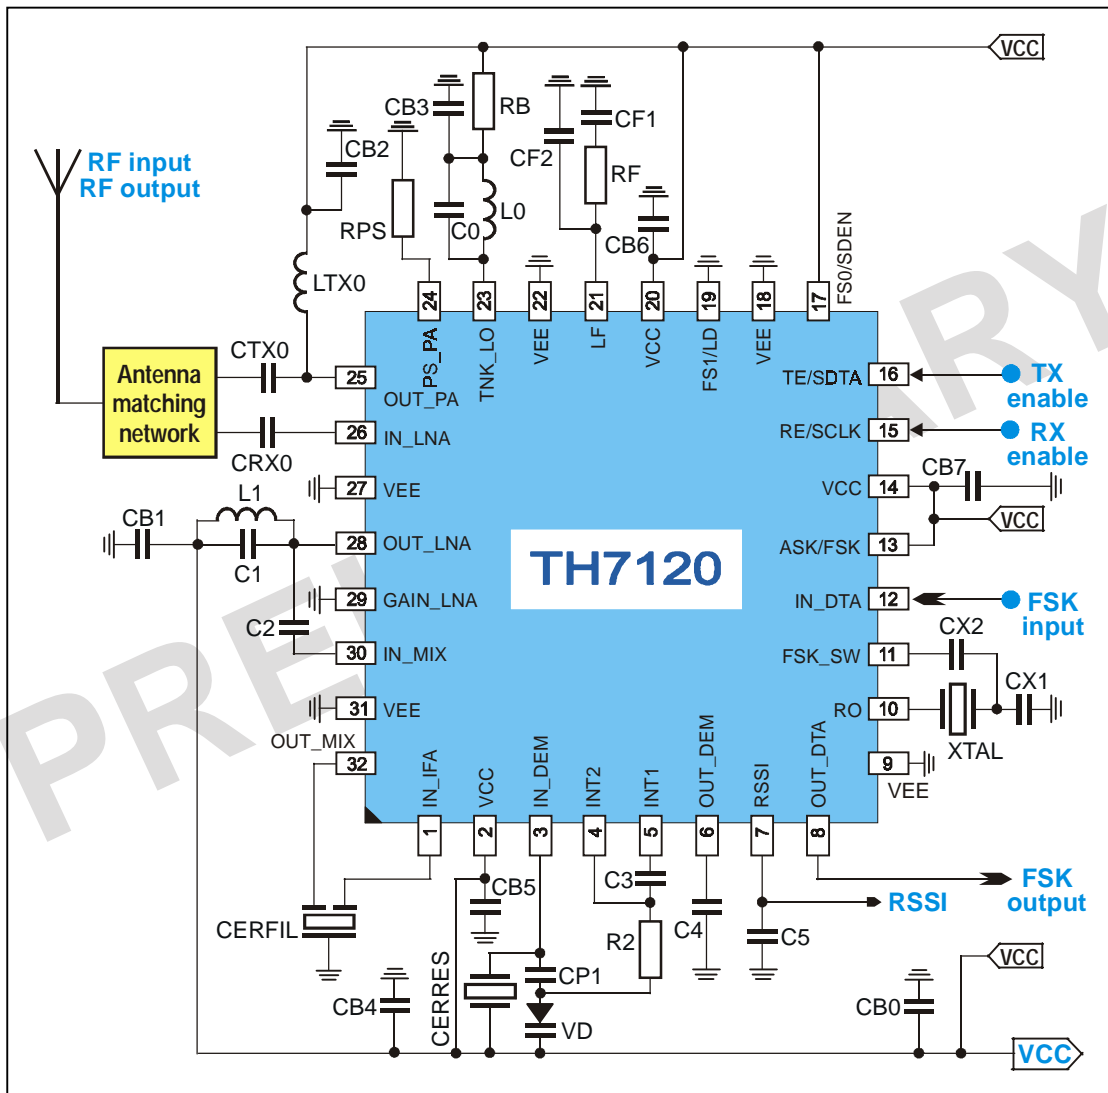 VCC
CB3
RB
CF1
CB2
CF2
RF input
RF output
RF
RPS
C0
L0
CB6
LTX0
FS0/SDEN
24
23
22
21
20
19
18
17
PS_PA
TNK_LO
VEE
LF
VCC
FS1/LD
VEE
CTX0
Antenna
matching
network
CRX0
25
OUT_PA
26
IN_LNA
27
VEE
L1
CB1
28
OUT_LNA
C1
29
GAIN_LNA
C2
30
IN_MIX
31
VEE
OUT_MIX
32
TH7120
TE/SDTA
16
TX
enable
RE/SCLK
15
RX
enable
VCC
14
CB7
VCC
ASK/FSK
13
IN_DTA
12
FSK
input
FSK_SW
11
CX2
RO
10
CX1
XTAL
9
VEE
IN_IFA
VCC
IN_DEM
INT2
INT1
OUT_DEM
RSSI
OUT_DTA
1
2
3
4
5
6
7
8
CERFIL
CB5
C3
FSK
output
RSSI
C4
C5
R2
CERRES
CP1
VD
CB4
CB0
VCC
VCC
PRELIMINARY